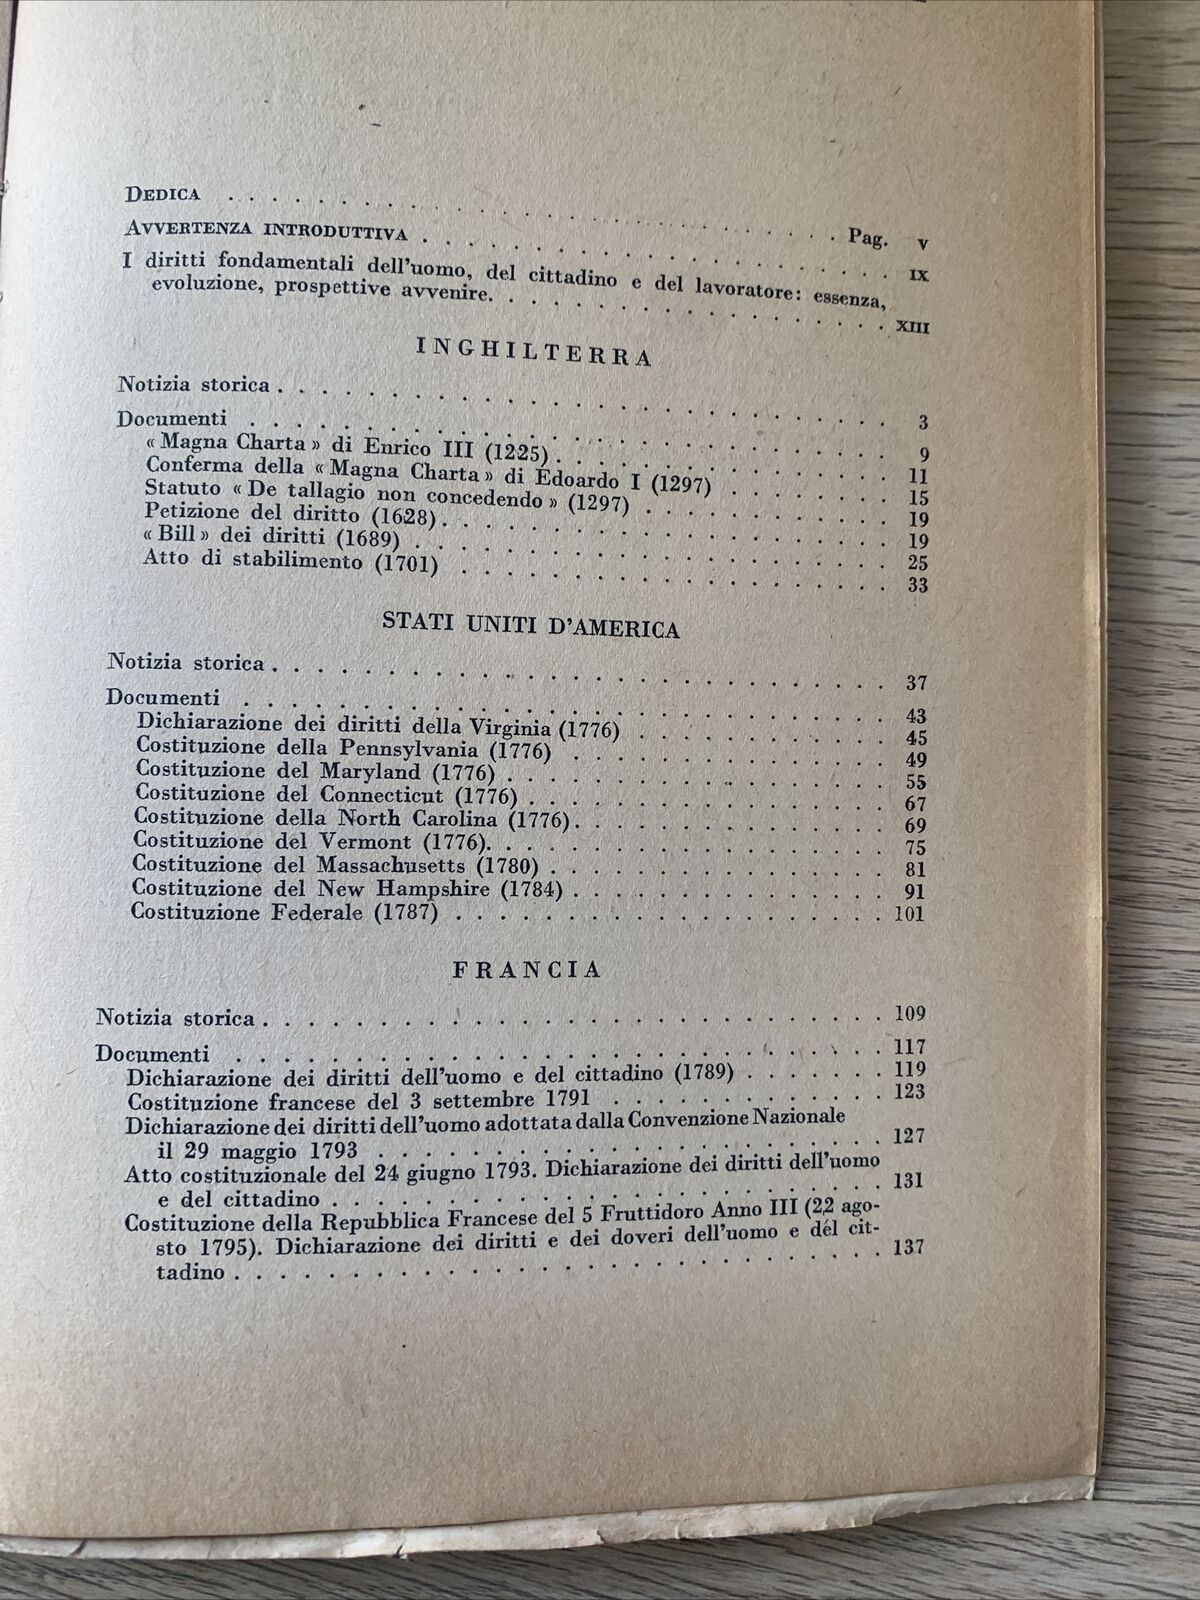 DEDICA . . . . . . . . . . . . . . . . . . . . Pag. V
AVVERTENZA INTRODUTTIVA . . . . . . . . . . . . . . . . IX
I diritti fondamentali dell'uomo, del cittadino e del lavoratore: essenza,
evoluzione, prospettive avvenire. . . . . . . . . . . . . . . . . XIII
INGHILTERRA
Notizia storica . . . . . . . . . . . . . . . . . . . . 3
Documenti . . . . . . . . . . . . . . . . . . . . 9
« Magna Charta » di Enrico III (1225) . . . . . . . . . . . . 11
Conferma della « Magna Charta » di Edoardo I (1297) . . . . . . . 15
Statuto « De tallagio non concedendo » (1297) . . . . . . . . . 19
Petizione del diritto (1628) . . . . . . . . . . . . . . . 19
« Bill » dei diritti (1689) . . . . . . . . . . . . . . . . 25
Atto di stabilimento (1701) . . . . . . . . . . . . . . . 33
STATI UNITI D'AMERICA
Notizia storica . . . . . . . . . . . . . . . . . . . . 37
Documenti . . . . . . . . . . . . . . . . . . . . 43
Dichiarazione dei diritti della Virginia (1776) . . . . . . . . . 45
Costituzione della Pennsylvania (1776) . . . . . . . . . . . 49
Costituzione del Maryland (1776) . . . . . . . . . . . . . 55
Costituzione del Connecticut (1776) . . . . . . . . . . . . 67
Costituzione della North Carolina (1776). . . . . . . . . . . 69
Costituzione del Vermont (1776). . . . . . . . . . . . . . 75
Costituzione del Massachusetts (1780) . . . . . . . . . . . . 81
Costituzione del New Hampshire (1784) . . . . . . . . . . . 91
Costituzione Federale (1787) . . . . . . . . . . . . . . . 101
FRANCIA
Notizia storica . . . . . . . . . . . . . . . . . . . . 109
Documenti . . . . . . . . . . . . . . . . . . . . 117
Dichiarazione dei diritti dell'uomo e del cittadino (1789) . . . . . . 119
Costituzione francese del 3 settembre 1791 . . . . . . . . . . 123
Dichiarazione dei diritti dell'uomo adottata dalla Convenzione Nazionale
il 29 maggio 1793 . . . . . . . . . . . . . . . . . 127
Atto costituzionale del 24 giugno 1793. Dichiarazione dei diritti dell'uomo
e del cittadino . . . . . . . . . . . . . . . . . . 131
Costituzione della Repubblica Francese del 5 Fruttidoro Anno III (22 ago-
sto 1795). Dichiarazione dei diritti e dei doveri dell'uomo e del cit-
tadino . . . . . . . . . . . . . . . . . . . . . 137